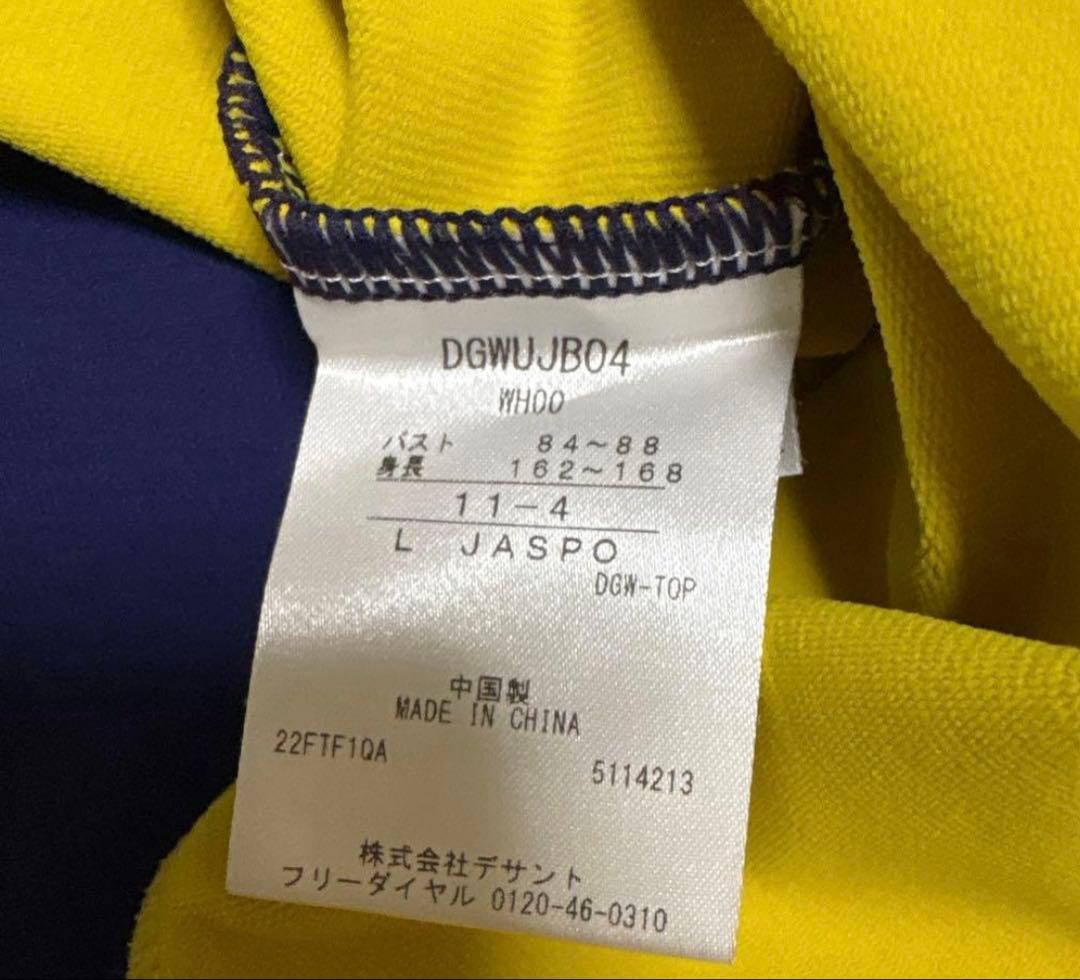 DGWUJB04
WH00
バスト 84~88
身長 162~168
11-4
L JASPO
DGW-TOP
中国製
MADE IN CHINA
22FTF1QA
5114213
株式会社デサント
フリーダイヤル 0120-46-0310